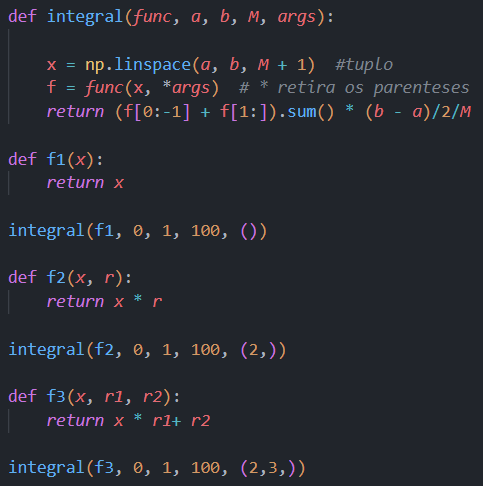 def integral(func, a, b, M, args):
x = np.linspace(a, b, M + 1)  #tuplo
f = func(x, *args)  # * retira os parenteses
return (f[0:-1] + f[1:]).sum() * (b - a)/2/M
def f1(x):
return x
integral(f1, 0, 1, 100, ())
def f2(x, r):
return x * r
integral(f2, 0, 1, 100, (2,))
def f3(x, r1, r2):
return x * r1+ r2
integral(f3, 0, 1, 100, (2,3,))